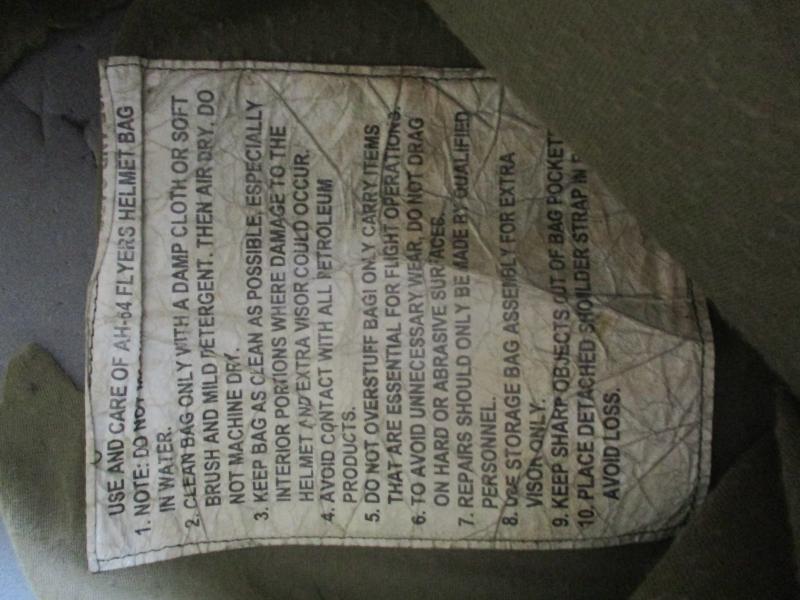 USE AND CARE OF AH-64 FLYERS HELMET BAG
1. NOTE: DO NOT
IN WATER.
2. CLEAN BAG ONLY WITH A DAMP CLOTH OR SOFT
BRUSH AND MILD DETERGENT. THEN AIR DRY. DO
NOT MACHINE DRY.
3. KEEP BAG AS CLEAN AS POSSIBLE, ESPECIALLY
INTERIOR PORTIONS WHERE DAMAGE TO THE
HELMET AND EXTRA VISOR COULD OCCUR.
4. AVOID CONTACT WITH ALL PETROLEUM
PRODUCTS.
5. DO NOT OVERSTUFF BAG! ONLY CARRY ITEMS
THAT ARE ESSENTIAL FOR FLIGHT OPERATIONS.
6. TO AVOID UNNECESSARY WEAR, DO NOT DRAG
ON HARD OR ABRASIVE SURFACES.
7. REPAIRS SHOULD ONLY BE MADE BY QUALIFIED
PERSONNEL.
8. USE STORAGE BAG ASSEMBLY FOR EXTRA
VISOR ONLY.
9. KEEP SHARP OBJECTS OUT OF BAG POCKET
10. PLACE DETACHED SHOULDER STRAP IN
AVOID LOSS.